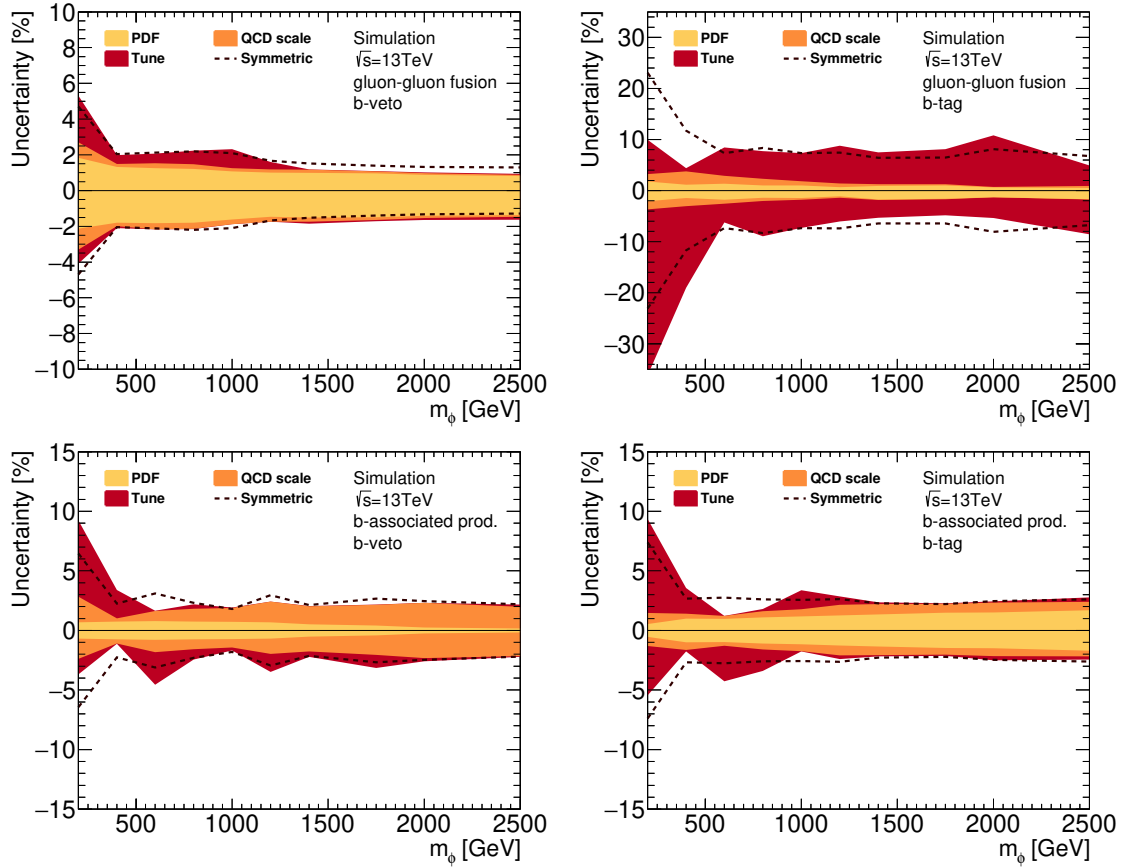 Uncertainty [%]
10
8
6
4
2
0
−2
−4
−6
−8
−10
PDF
QCD scale
Tune
Symmetric
Simulation
√s=13TeV
gluon-gluon fusion
b-veto
500
1000
1500
2000
2500
mϕ [GeV]
Uncertainty [%]
30
20
10
0
−10
−20
−30
PDF
QCD scale
Tune
Symmetric
Simulation
√s=13TeV
gluon-gluon fusion
b-tag
500
1000
1500
2000
2500
mϕ [GeV]
Uncertainty [%]
15
10
5
0
−5
−10
−15
PDF
QCD scale
Tune
Symmetric
Simulation
√s=13TeV
b-associated prod.
b-veto
500
1000
1500
2000
2500
mϕ [GeV]
Uncertainty [%]
15
10
5
0
−5
−10
−15
PDF
QCD scale
Tune
Symmetric
Simulation
√s=13TeV
b-associated prod.
b-tag
500
1000
1500
2000
2500
mϕ [GeV]